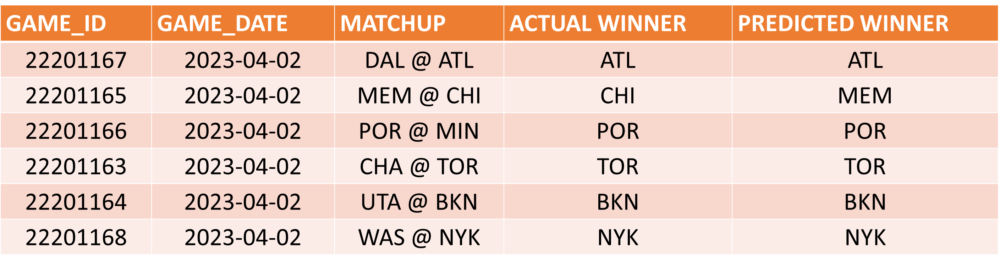 GAME_ID GAME_DATE MATCHUP ACTUAL WINNER PREDICTED WINNER
22201167 2023-04-02 DAL @ ATL ATL ATL
22201165 2023-04-02 MEM @ CHI CHI MEM
22201166 2023-04-02 POR @ MIN POR POR
22201163 2023-04-02 CHA @ TOR TOR TOR
22201164 2023-04-02 UTA @ BKN BKN BKN
22201168 2023-04-02 WAS @ NYK NYK NYK